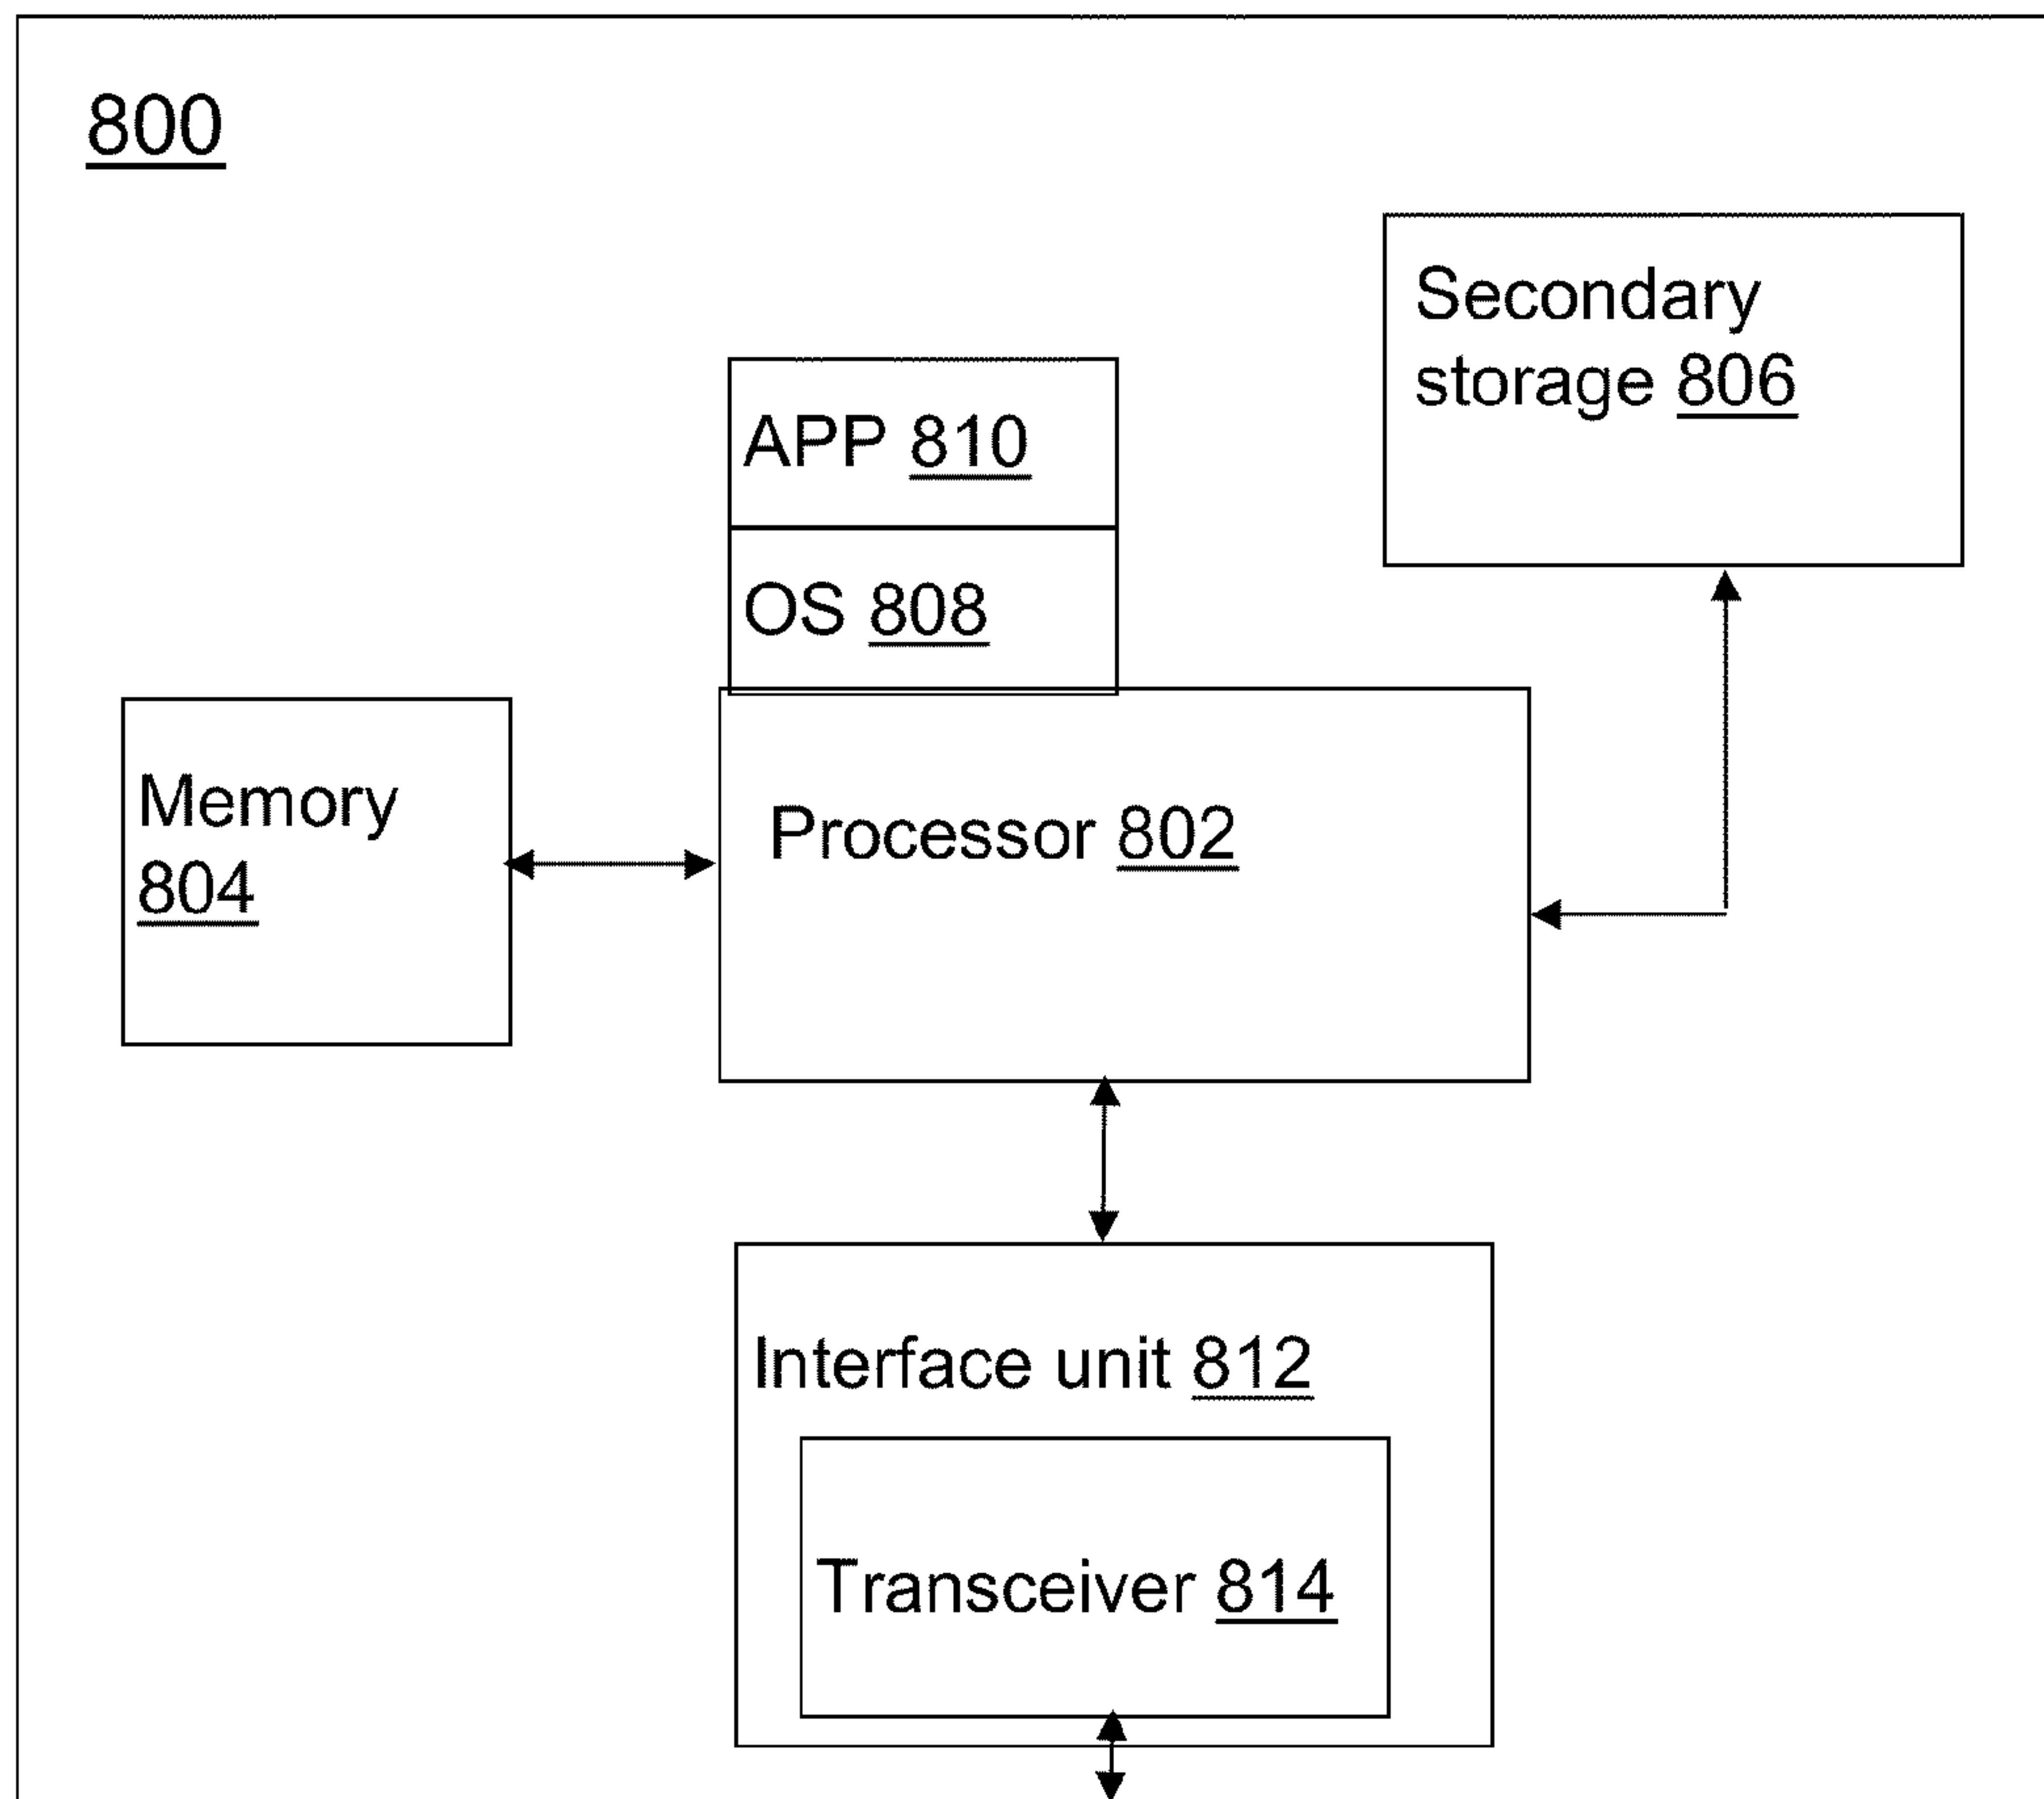 800
Secondary
storage 806
APP 810
OS 808
Memory
804
Processor 802
Interface unit 812
Transceiver 814